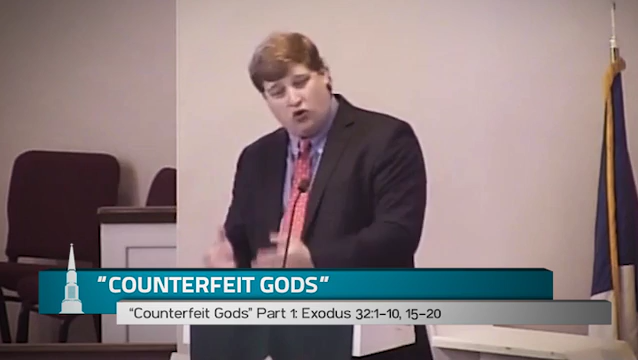 "COUNTERFEIT GODS"
"Counterfeit Gods" Part 1: Exodus 32:1–10, 15–20